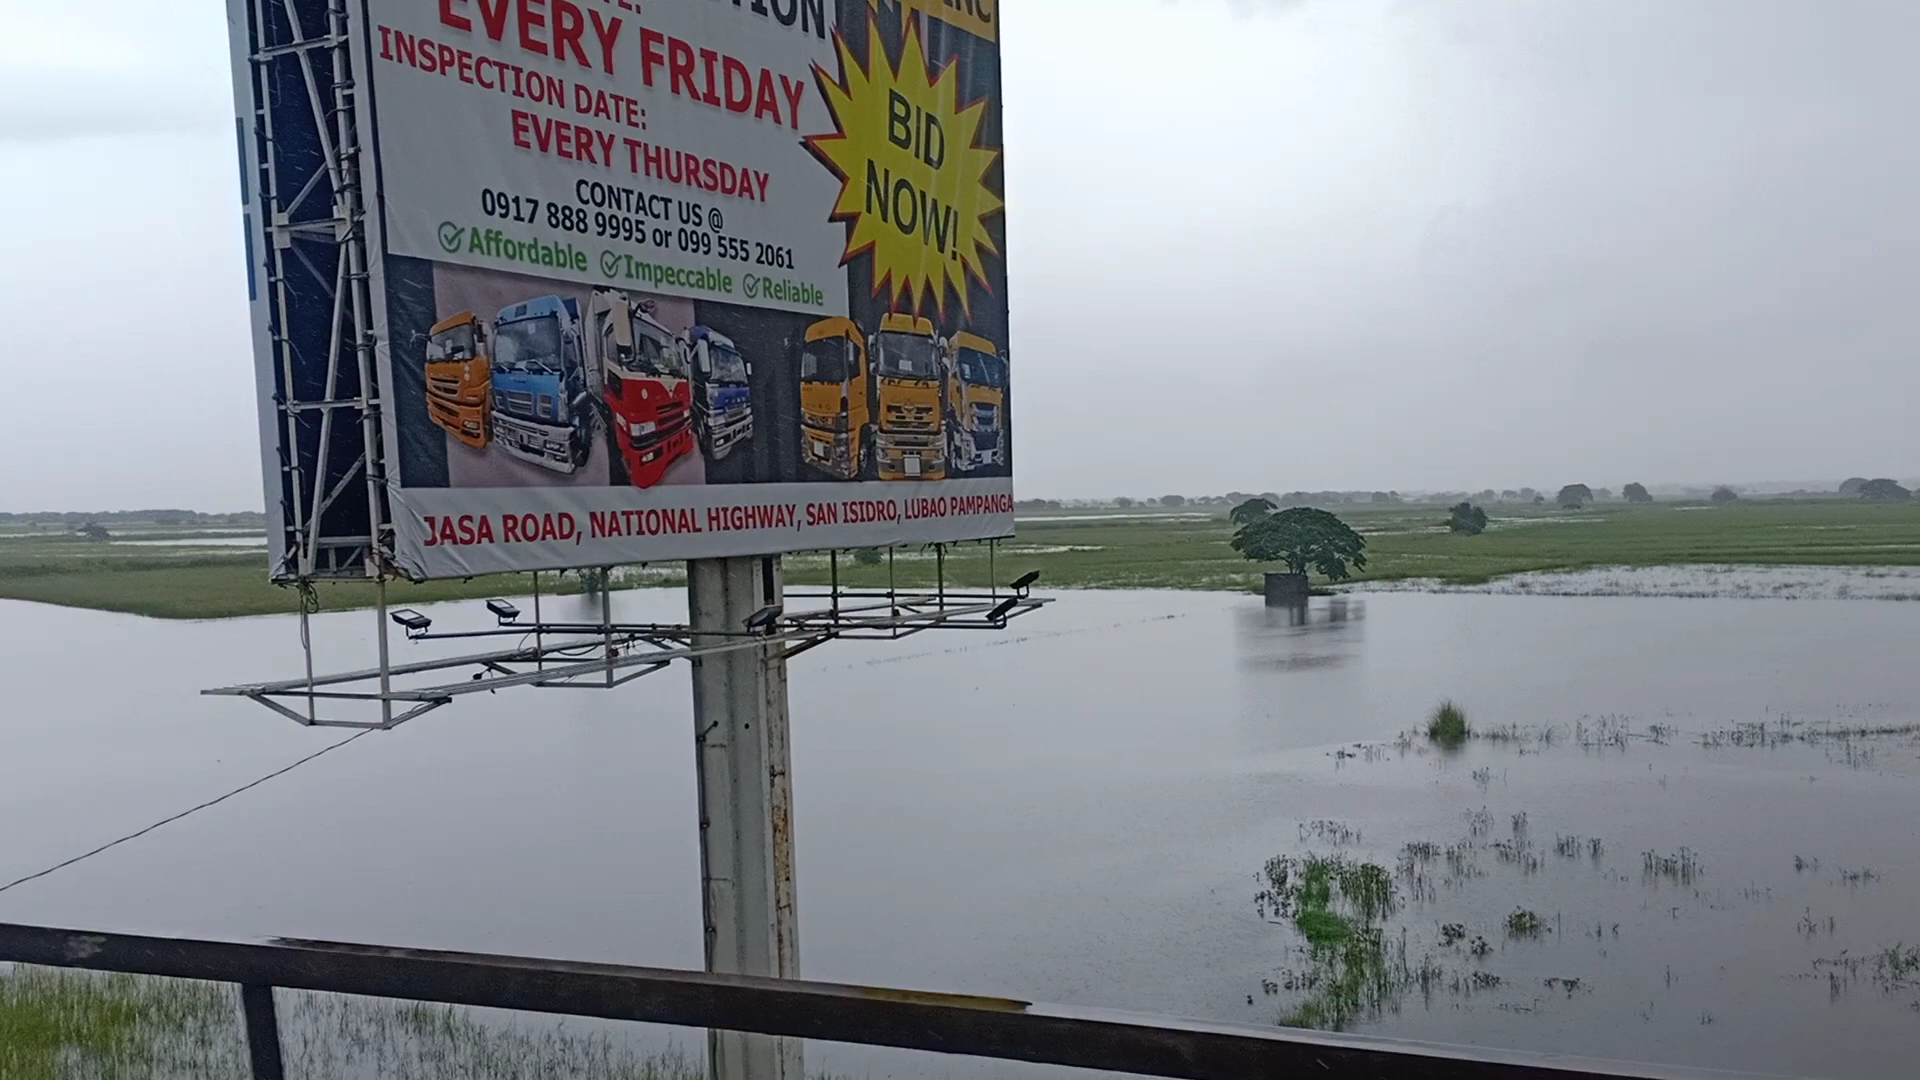 EVERY FRIDAY
INSPECTION DATE:
EVERY THURSDAY
CONTACT US @
0917 888 9995 or 099 555 2061
Affordable Impeccable Reliable
BID
NOW!
JASA ROAD, NATIONAL HIGHWAY, SAN ISIDRO, LUBAO PAMPANGA